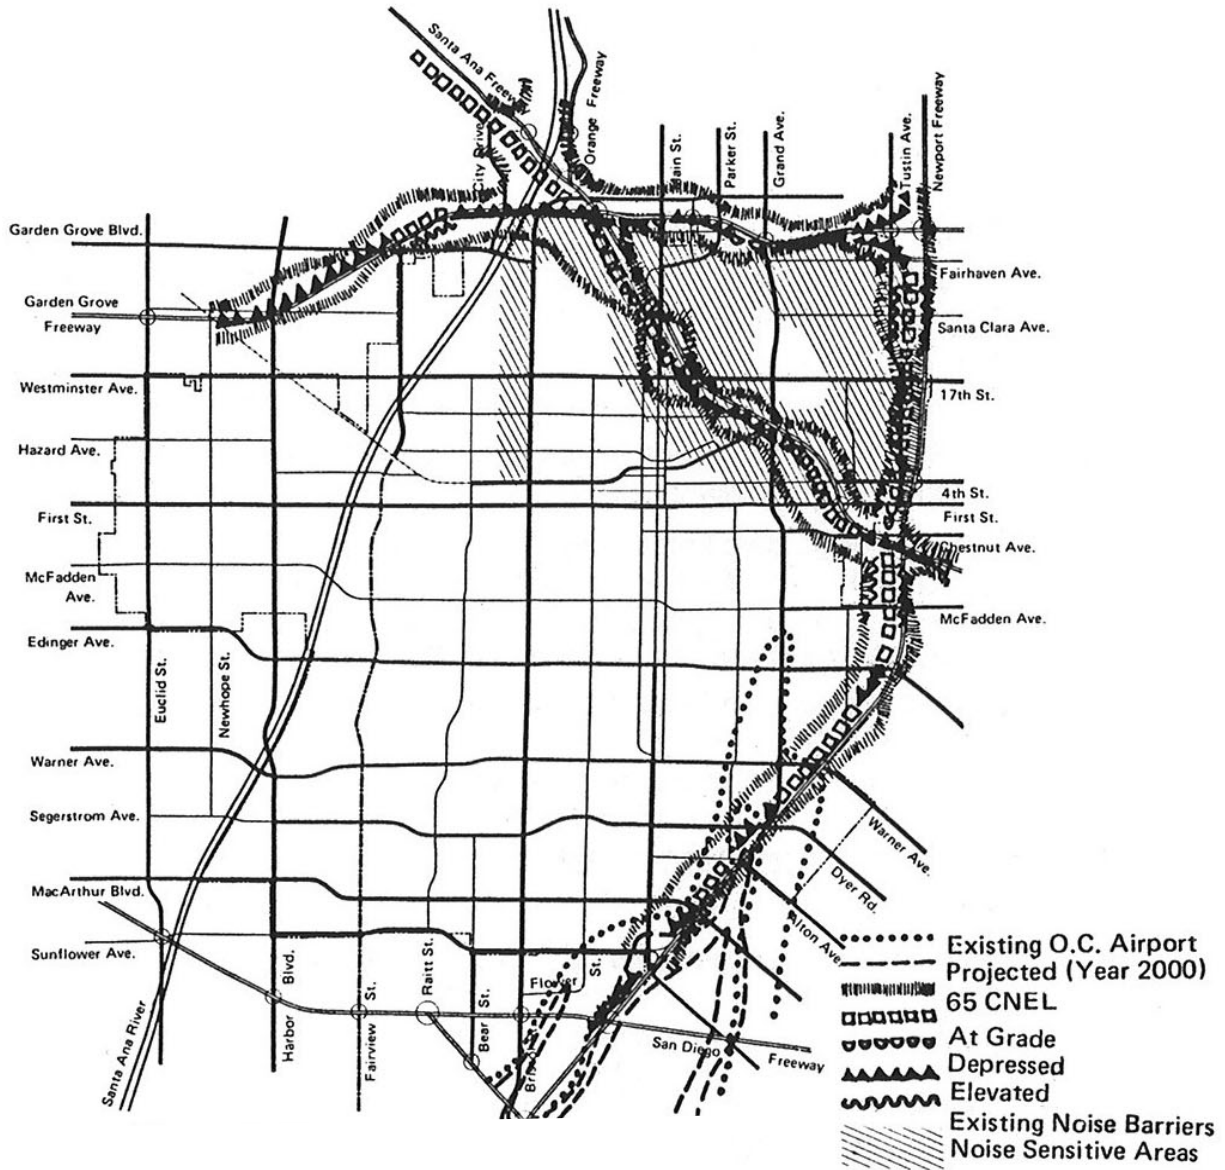 Santa Ana Freeway
Orange Freeway
City Drive
Main St.
Parker St.
Grand Ave.
Tustin Ave.
Newport Freeway
Garden Grove Blvd.
Fairhaven Ave.
Garden Grove
Freeway
Santa Clara Ave.
Westminster Ave.
17th St.
Hazard Ave.
4th St.
First St.
First St.
Chestnut Ave.
McFadden
Ave.
McFadden Ave.
Edinger Ave.
Euclid St.
Newhope St.
Warner Ave.
Segerstrom Ave.
Warner Ave.
Dyer Rd.
MacArthur Blvd.
Alton Ave.
Sunflower Ave.
Santa Ana River
Harbor Blvd.
Fairview St.
Raitt St.
Bear St.
Flower St.
San Diego Freeway
Existing O.C. Airport
Projected (Year 2000)
65 CNEL
At Grade
Depressed
Elevated
Existing Noise Barriers
Noise Sensitive Areas